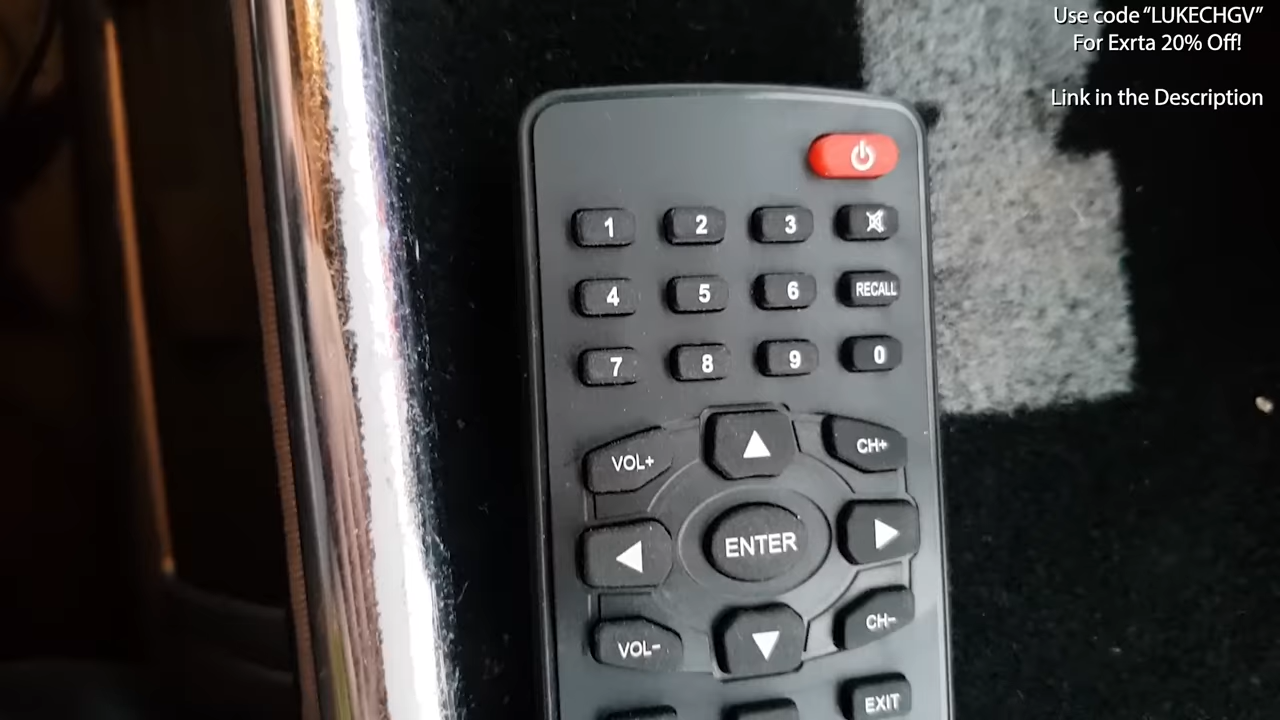 Use code “LUKECHGV”
For Exrta 20% Off!
Link in the Description
1 2 3
4 5 6 RECALL
7 8 9 0
VOL+ CH+
ENTER
VOL- CH-
EXIT